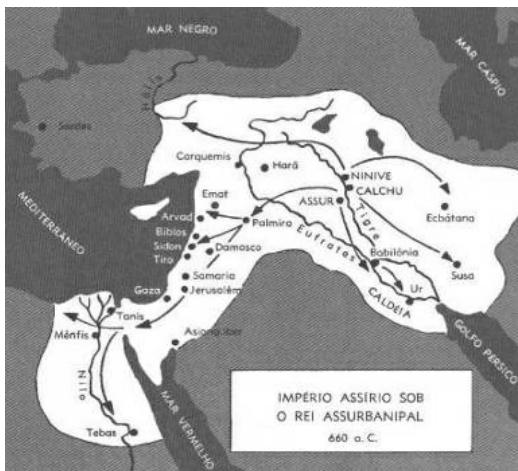 MAR NEGRO
MAR CÁSPIO
Hális
Sardes
Carquemis
Harã
NINIVE
CALCHU
MEDITERRÂNEO
Emat
ASSUR
Ecbátana
Arvad
Palmira
Tigre
Biblos
Sidon
Damasco
Eufrates
Babilônia
Susa
Tiro
Samaria
Ur
Gaza
Jerusalém
CALDEIA
Tanis
GOLFO PERSICO
Mênfis
Asiongáber
Nilo
MAR VERMELHO
Tebas
IMPÉRIO ASSÍRIO SOB
O REI ASSURBANIPAL
660 a. C.